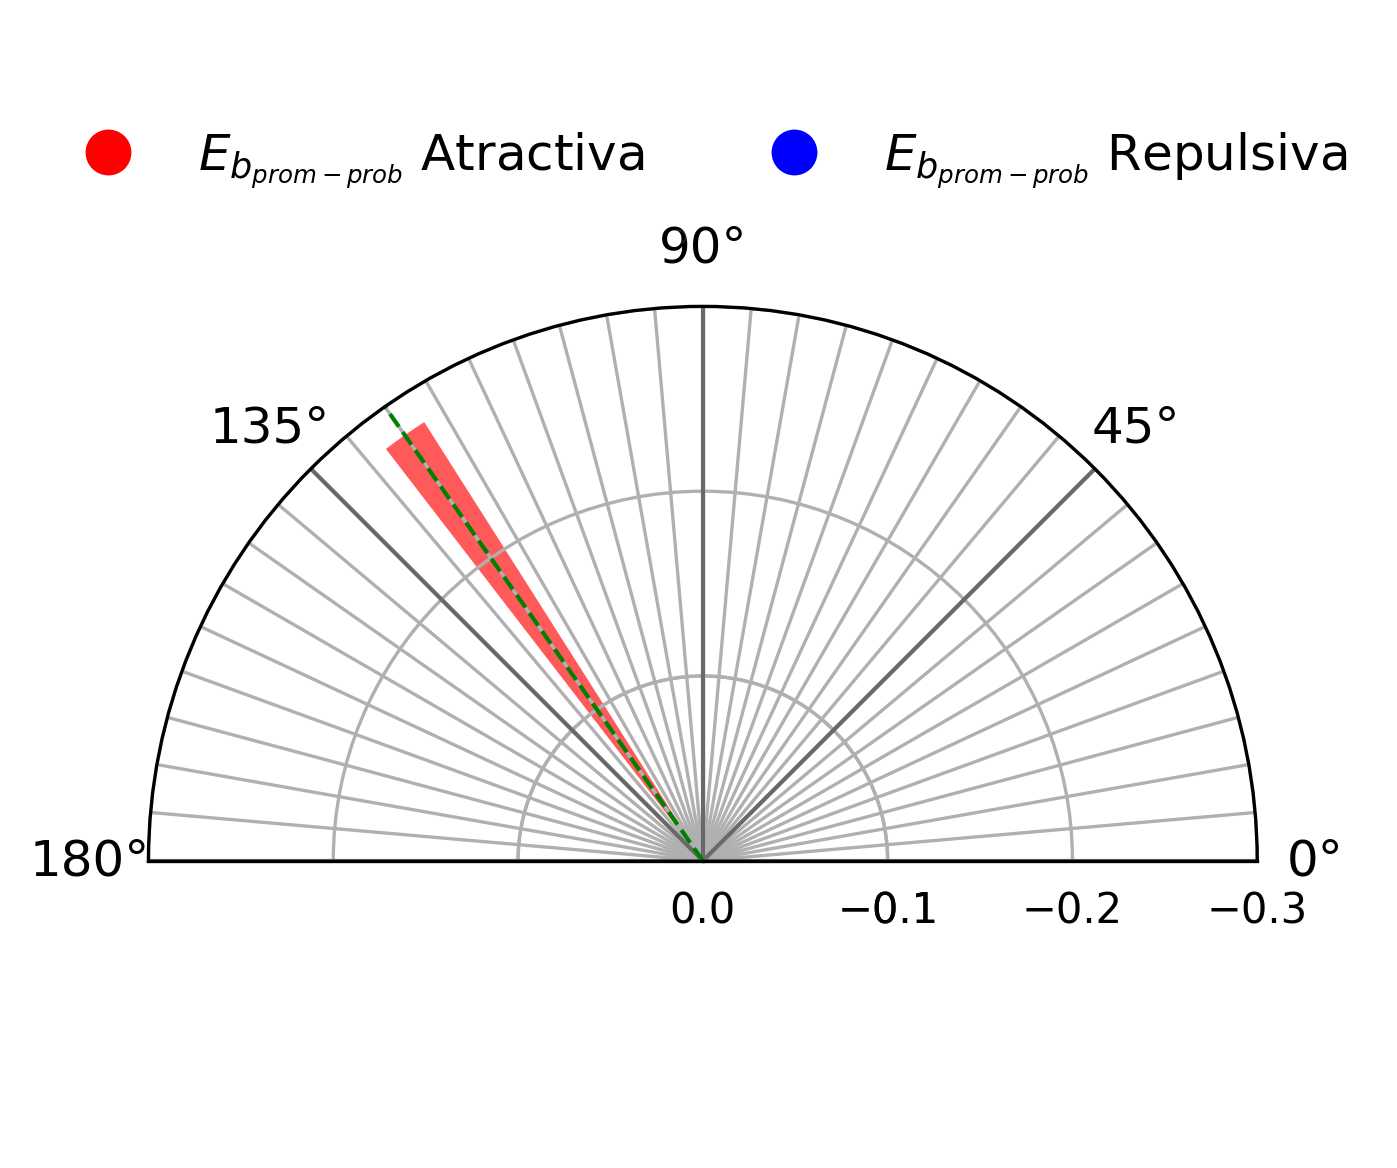 E_{b_{prom-prob}} Atractiva E_{b_{prom-prob}} Repulsiva
90°
135° 45°
180° 0°
0.0 −0.1 −0.2 −0.3